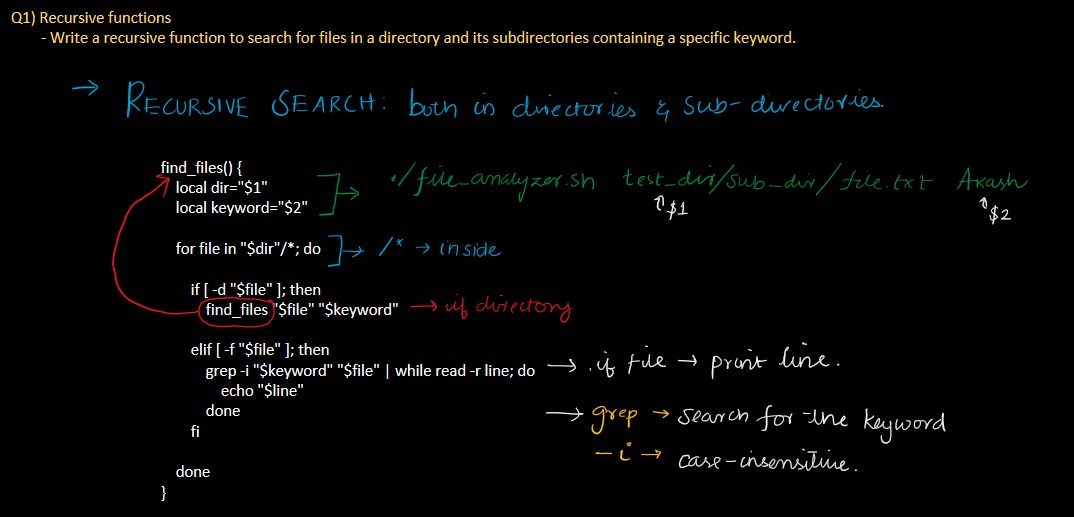 Q1) Recursive functions
- Write a recursive function to search for files in a directory and its subdirectories containing a specific keyword.
→ RECURSIVE SEARCH: both in directories & sub-directories.
find_files() {
local dir="$1"
local keyword="$2"
./file_analyzer.sh test_dir/sub_dir/file.txt Akash
↑$1 ↑$2
for file in "$dir"/*; do → /* → inside
if [ -d "$file" ]; then
find_files "$file" "$keyword" → if directory
elif [ -f "$file" ]; then
grep -i "$keyword" "$file" | while read -r line; do → if file → print line.
echo "$line"
done → grep → search for the keyword
fi
-i → case-insensitive.
done
}